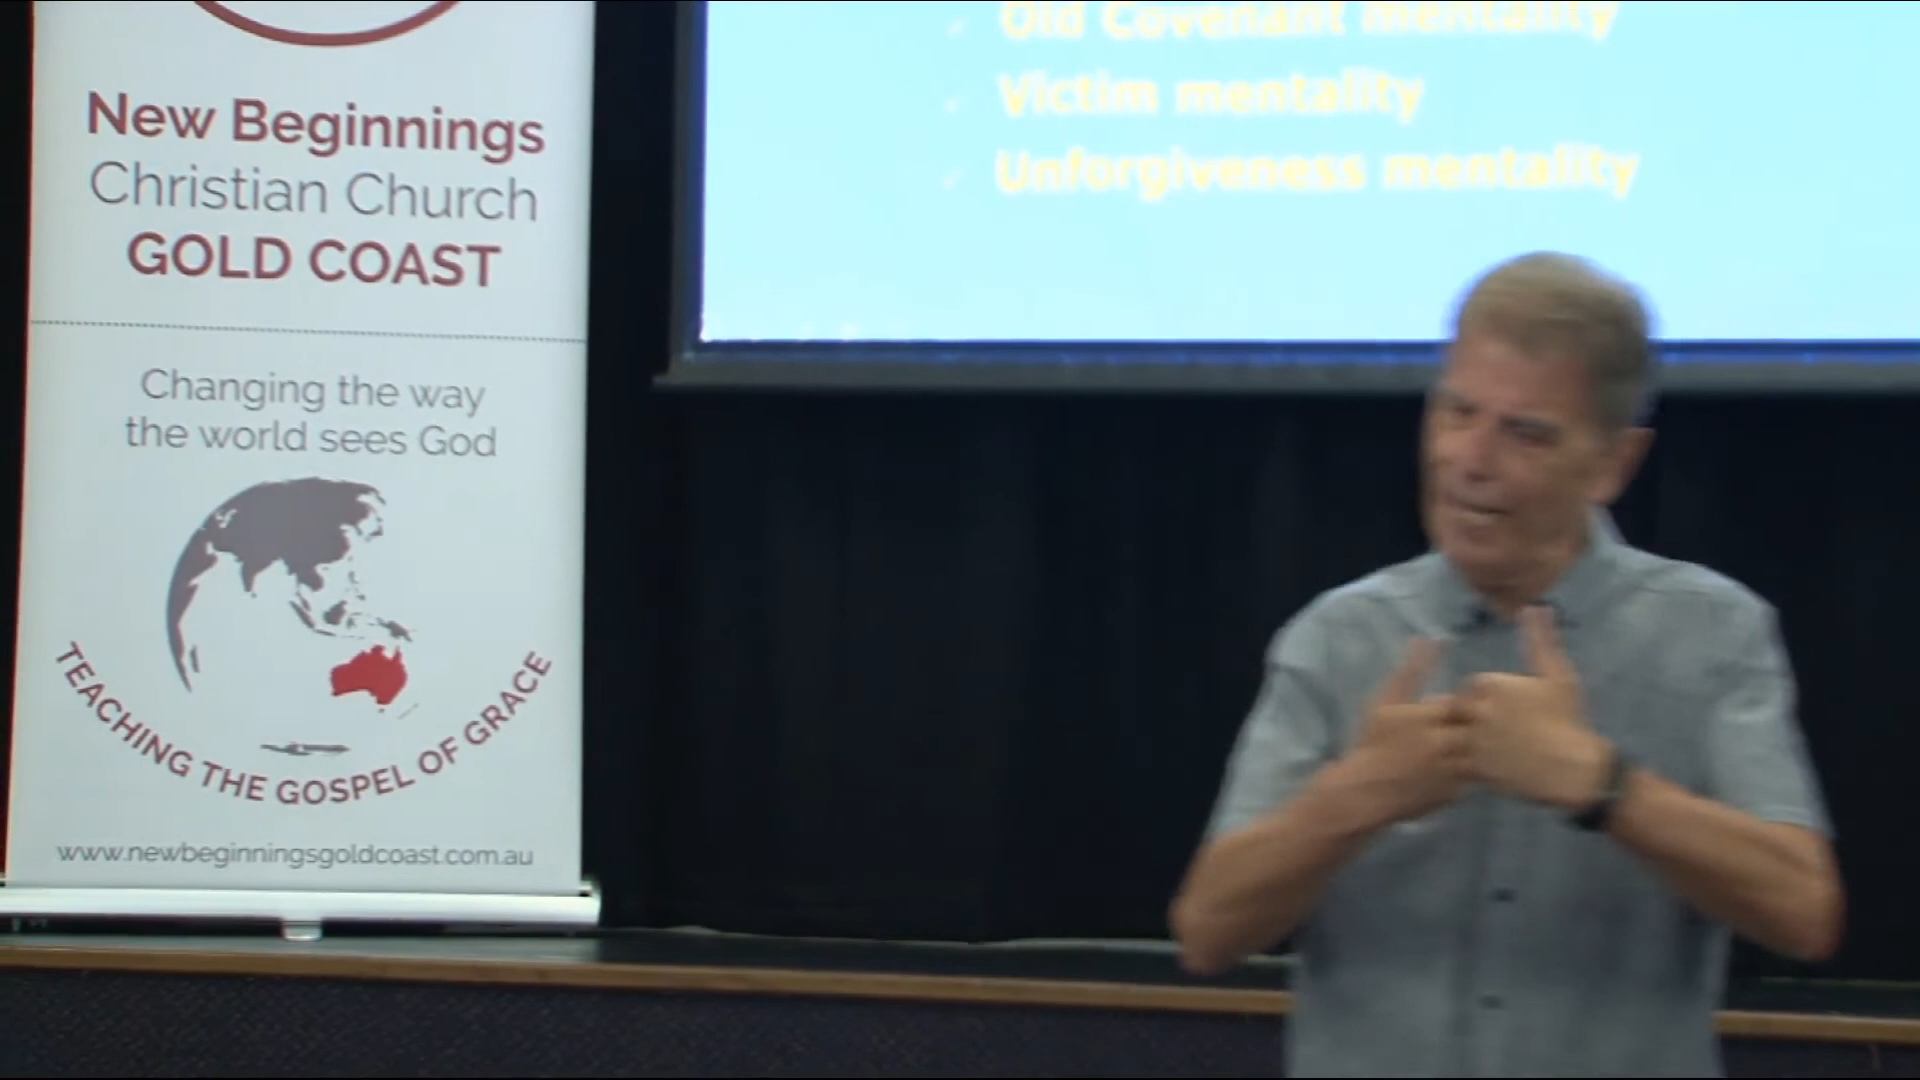 New Beginnings
Christian Church
GOLD COAST
Changing the way
the world sees God
TEACHING THE GOSPEL OF GRACE
www.newbeginningsgoldcoast.com.au
Old Covenant mentality
Victim mentality
Unforgiveness mentality